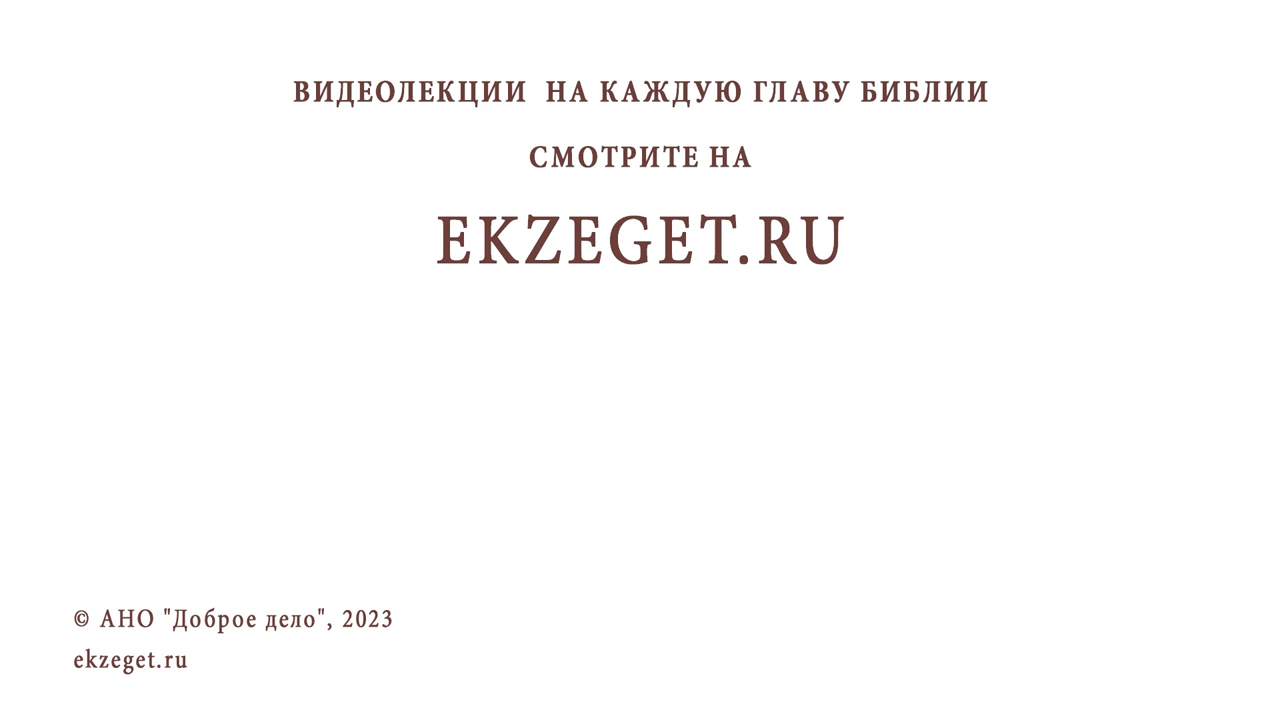 ВИДЕОЛЕКЦИИ НА КАЖДУЮ ГЛАВУ БИБЛИИ
СМОТРИТЕ НА
EKZEGET.RU
© АНО "Доброе дело", 2023
ekzeget.ru